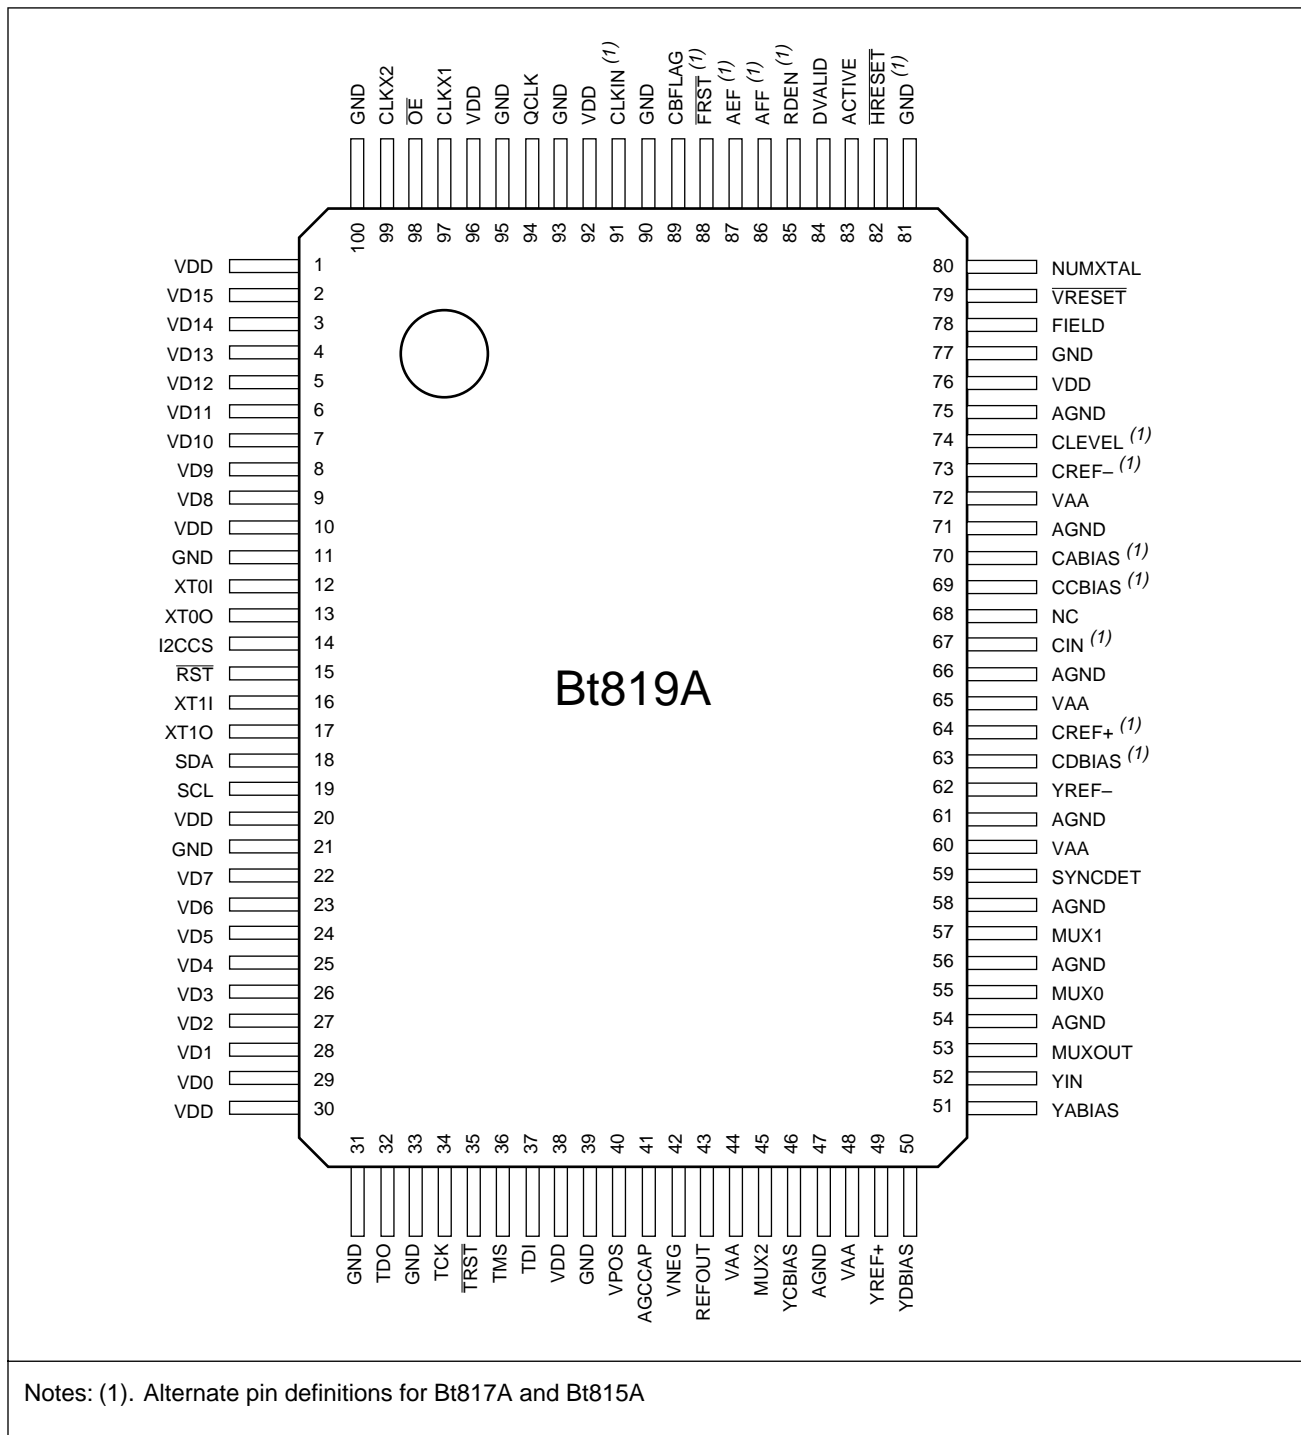 GND CLKX2 OE CLKX1 VDD GND QCLK GND VDD CLKIN (1) GND CBFLAG FRST (1) AEF (1) AFF (1) RDEN (1) DVALID ACTIVE HRESET GND (1)
100 99 98 97 96 95 94 93 92 91 90 89 88 87 86 85 84 83 82 81
VDD 1 80 NUMXTAL
VD15 2 79 VRESET
VD14 3 78 FIELD
VD13 4 77 GND
VD12 5 76 VDD
VD11 6 75 AGND
VD10 7 74 CLEVEL (1)
VD9 8 73 CREF– (1)
VD8 9 72 VAA
VDD 10 71 AGND
GND 11 70 CABIAS (1)
XT0I 12 69 CCBIAS (1)
XT0O 13 68 NC
I2CCS 14 67 CIN (1)
RST 15 66 AGND
XT1I 16 65 VAA
XT1O 17 64 CREF+ (1)
SDA 18 63 CDBIAS (1)
SCL 19 62 YREF–
VDD 20 61 AGND
GND 21 60 VAA
VD7 22 59 SYNCDET
VD6 23 58 AGND
VD5 24 57 MUX1
VD4 25 56 AGND
VD3 26 55 MUX0
VD2 27 54 AGND
VD1 28 53 MUXOUT
VD0 29 52 YIN
VDD 30 51 YABIAS
Bt819A
31 32 33 34 35 36 37 38 39 40 41 42 43 44 45 46 47 48 49 50
GND TDO GND TCK TRST TMS TDI VDD GND VPOS AGCCAP VNEG REFOUT VAA MUX2 YCBIAS AGND VAA YREF+ YDBIAS
Notes: (1). Alternate pin definitions for Bt817A and Bt815A